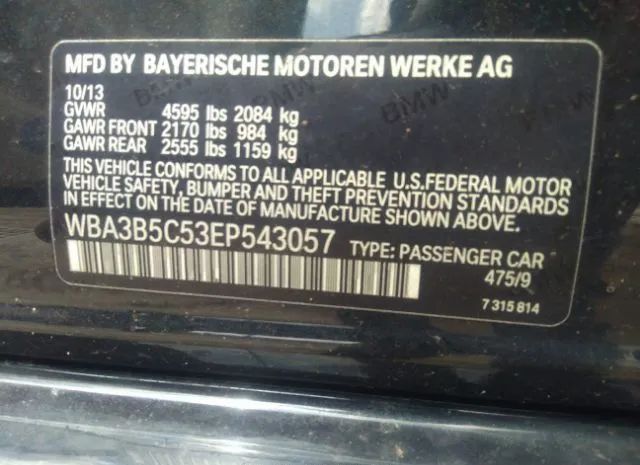 MFD BY BAYERISCHE MOTOREN WERKE AG
10/13
GVWR 4595 lbs 2084 kg
GAWR FRONT 2170 lbs 984 kg
GAWR REAR 2555 lbs 1159 kg
THIS VEHICLE CONFORMS TO ALL APPLICABLE U.S.FEDERAL MOTOR
VEHICLE SAFETY, BUMPER AND THEFT PREVENTION STANDARDS
IN EFFECT ON THE DATE OF MANUFACTURE SHOWN ABOVE.
WBA3B5C53EP543057 TYPE: PASSENGER CAR
475/9
7 315 814